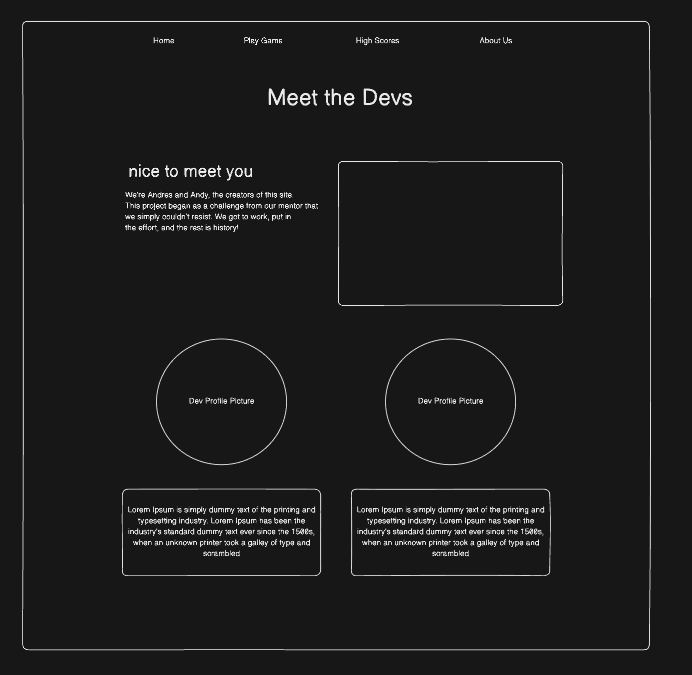 Home Play Game High Scores About Us
Meet the Devs
nice to meet you
We're Andres and Andy, the creators of this site.
This project began as a challenge from our mentor that
we simply couldn't resist. We got to work, put in
the effort, and the rest is history!
Dev Profile Picture
Dev Profile Picture
Lorem Ipsum is simply dummy text of the printing and
typesetting industry. Lorem Ipsum has been the
industry's standard dummy text ever since the 1500s,
when an unknown printer took a galley of type and
scrambled
Lorem Ipsum is simply dummy text of the printing and
typesetting industry. Lorem Ipsum has been the
industry's standard dummy text ever since the 1500s,
when an unknown printer took a galley of type and
scrambled